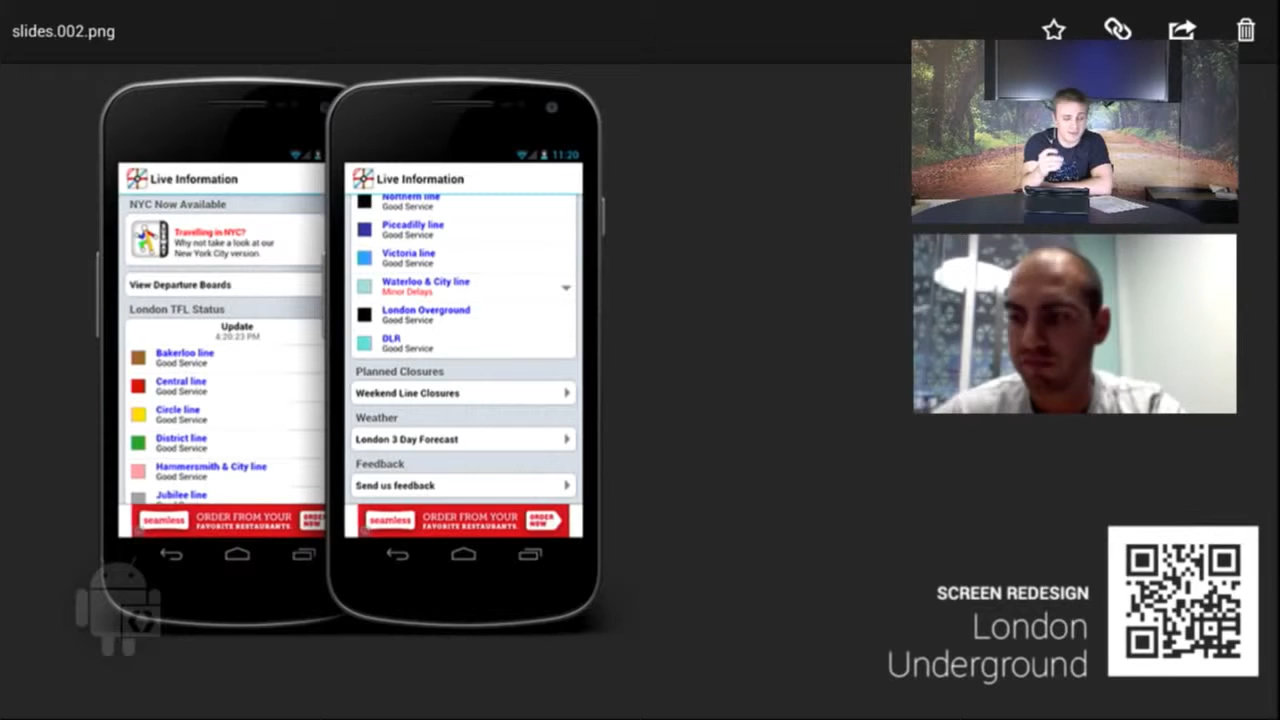 slides.002.png
Live Information
NYC Now Available
Travelling in NYC?
Why not take a look at our
New York City version.
View Departure Boards
London TFL Status
Update
4:20:23 PM
Bakerloo line
Good Service
Central line
Good Service
Circle line
Good Service
District line
Good Service
Hammersmith & City line
Good Service
Jubilee line
seamless ORDER FROM YOUR FAVORITE RESTAURANTS. ORDER NOW
11:20
Live Information
Northern line
Good Service
Piccadilly line
Good Service
Victoria line
Good Service
Waterloo & City line
Minor Delays
London Overground
Good Service
DLR
Good Service
Planned Closures
Weekend Line Closures
Weather
London 3 Day Forecast
Feedback
Send us feedback
seamless ORDER FROM YOUR FAVORITE RESTAURANTS. ORDER NOW
SCREEN REDESIGN
London
Underground